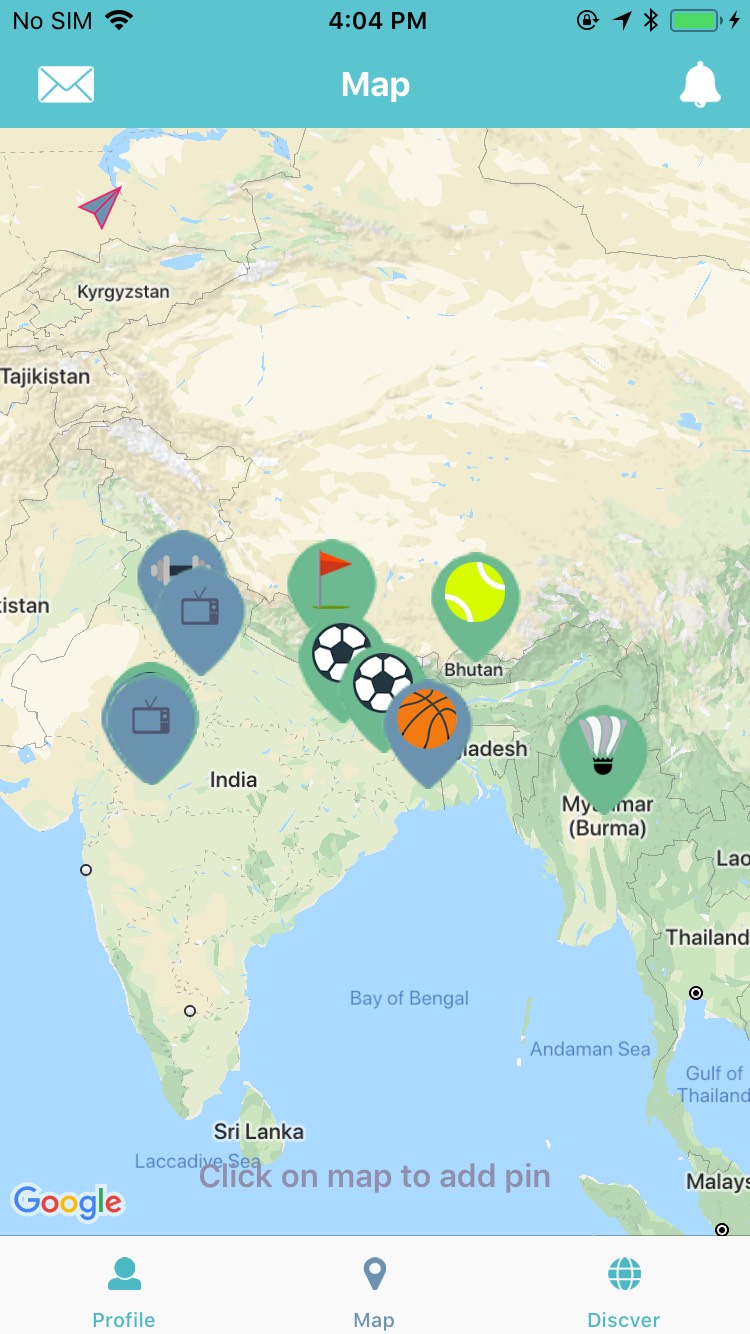 No SIM 4:04 PM
Map
Kyrgyzstan
Tajikistan
istan
Bhutan
ladesh
India
Myanmar
(Burma)
Lao
Thailand
Bay of Bengal
Andaman Sea
Gulf of
Thailand
Sri Lanka
Laccadive Sea
Click on map to add pin
Malays
Google
Profile Map Discver